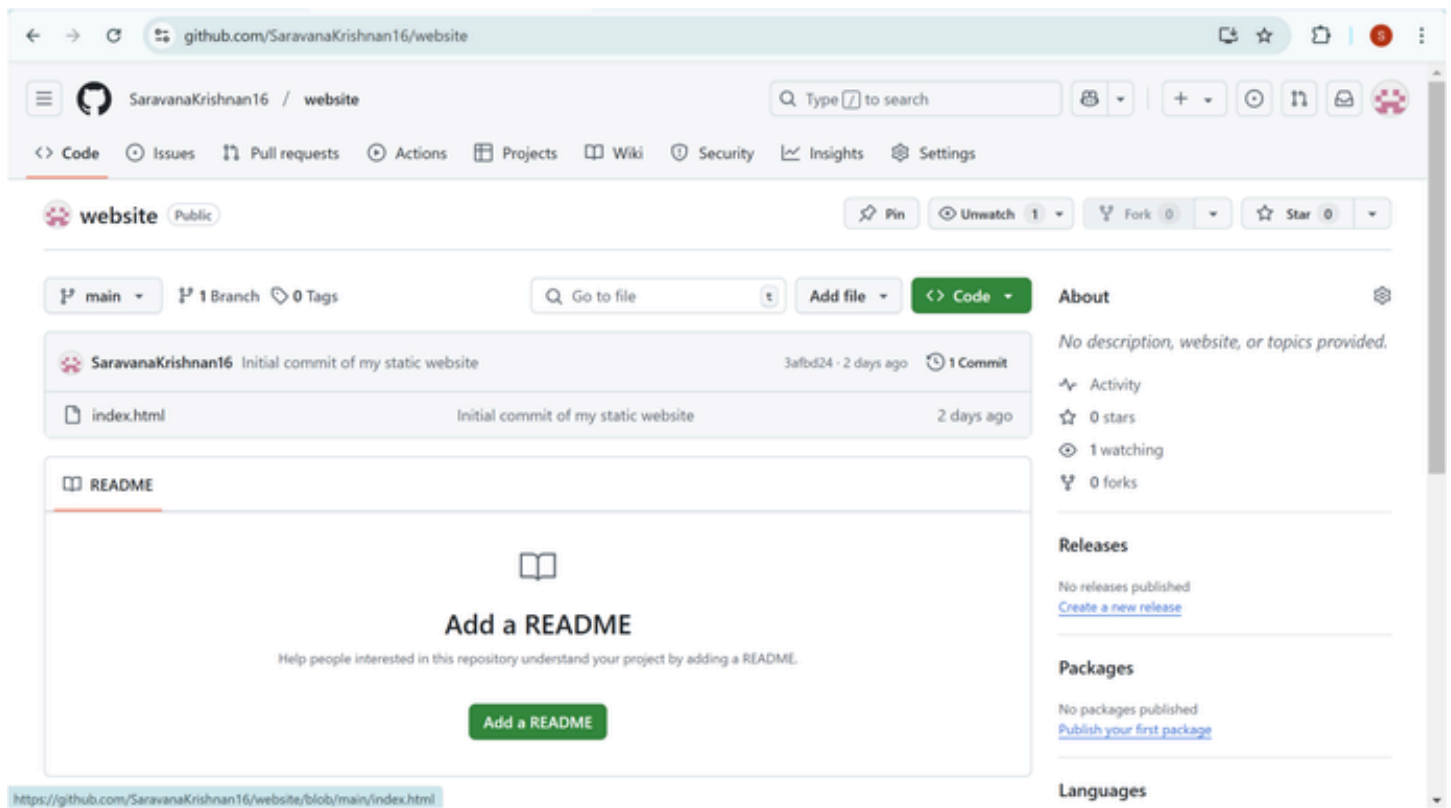 github.com/SaravanaKrishnan16/website
S
SaravanaKrishnan16 / website
Type / to search
Code Issues Pull requests Actions Projects Wiki Security Insights Settings
website Public
Pin Unwatch 1 Fork 0 Star 0
main 1 Branch 0 Tags Go to file t Add file Code
SaravanaKrishnan16 Initial commit of my static website 3afbd24 · 2 days ago 1 Commit
index.html Initial commit of my static website 2 days ago
README
Add a README
Help people interested in this repository understand your project by adding a README.
Add a README
About
No description, website, or topics provided.
Activity
0 stars
1 watching
0 forks
Releases
No releases published
Create a new release
Packages
No packages published
Publish your first package
Languages
https://github.com/SaravanaKrishnan16/website/blob/main/index.html